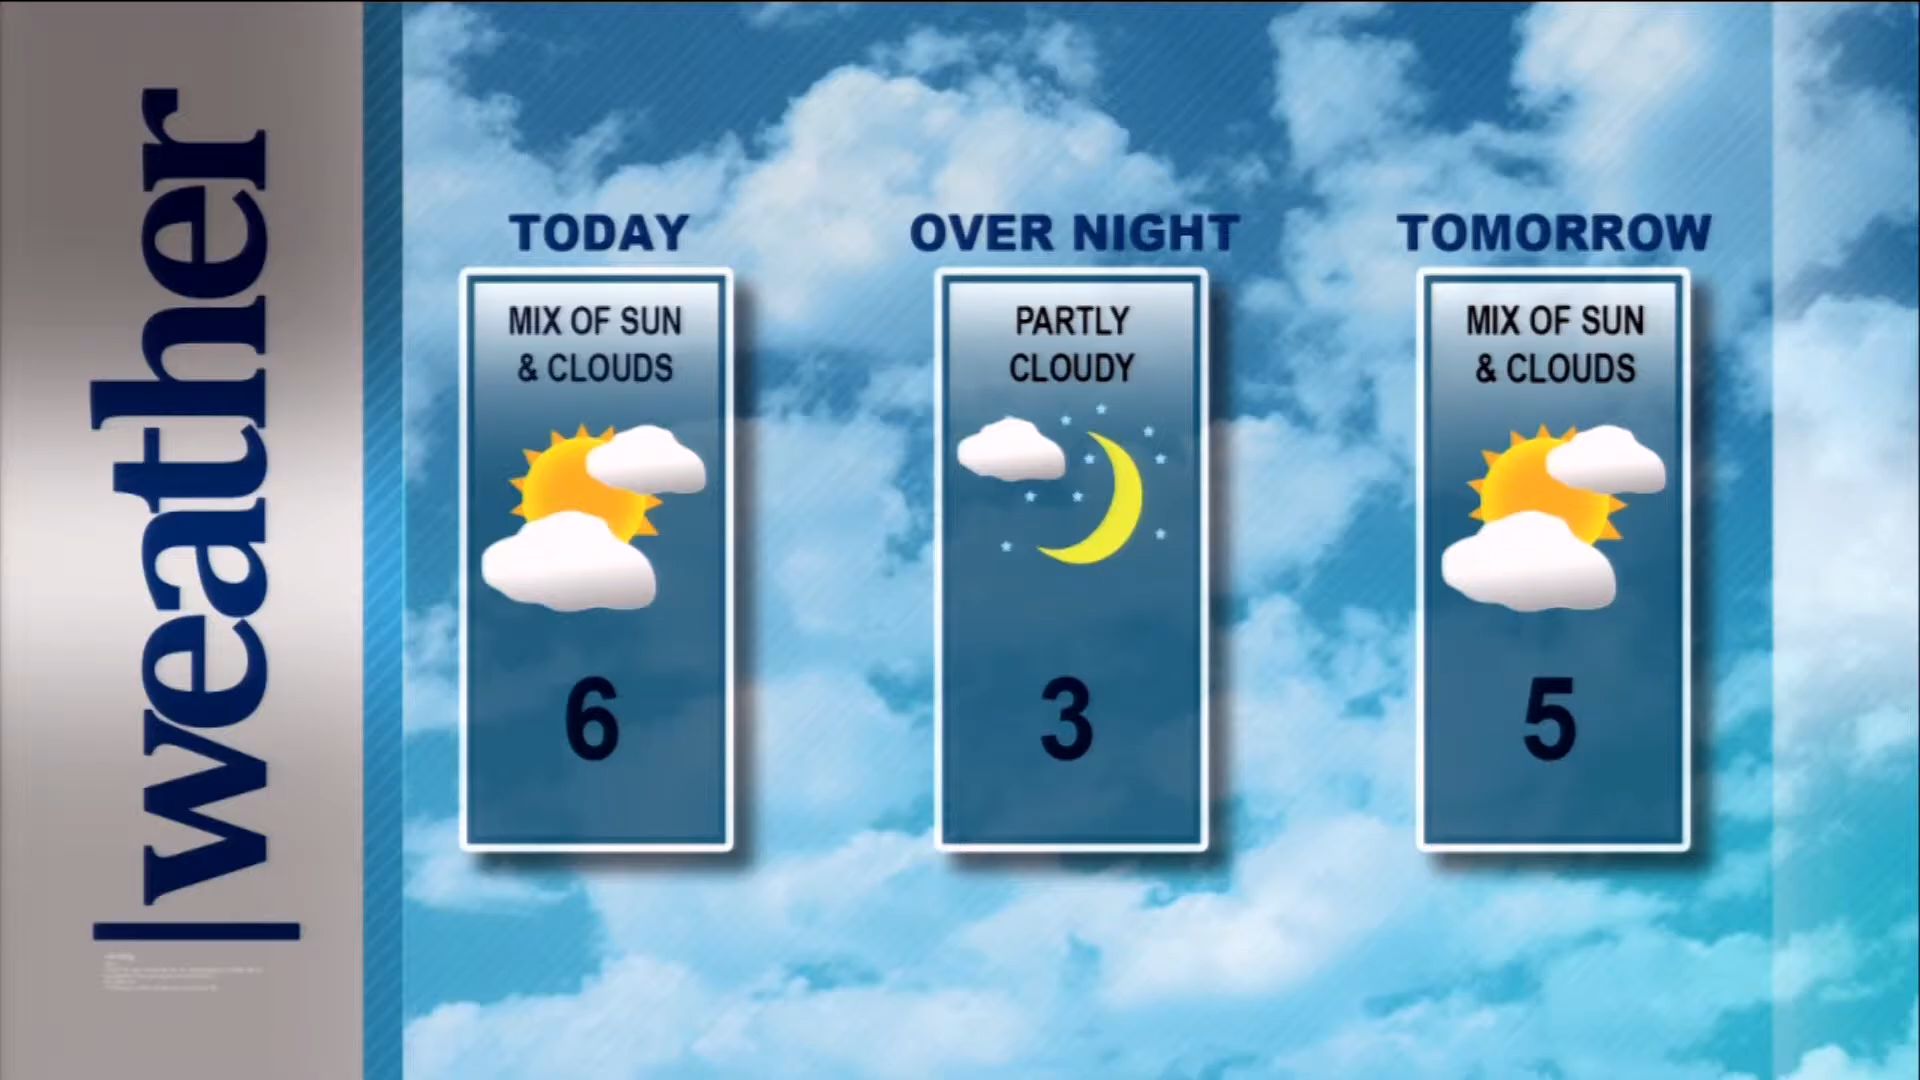 weather
TODAY
MIX OF SUN
& CLOUDS
6
OVER NIGHT
PARTLY
CLOUDY
3
TOMORROW
MIX OF SUN
& CLOUDS
5